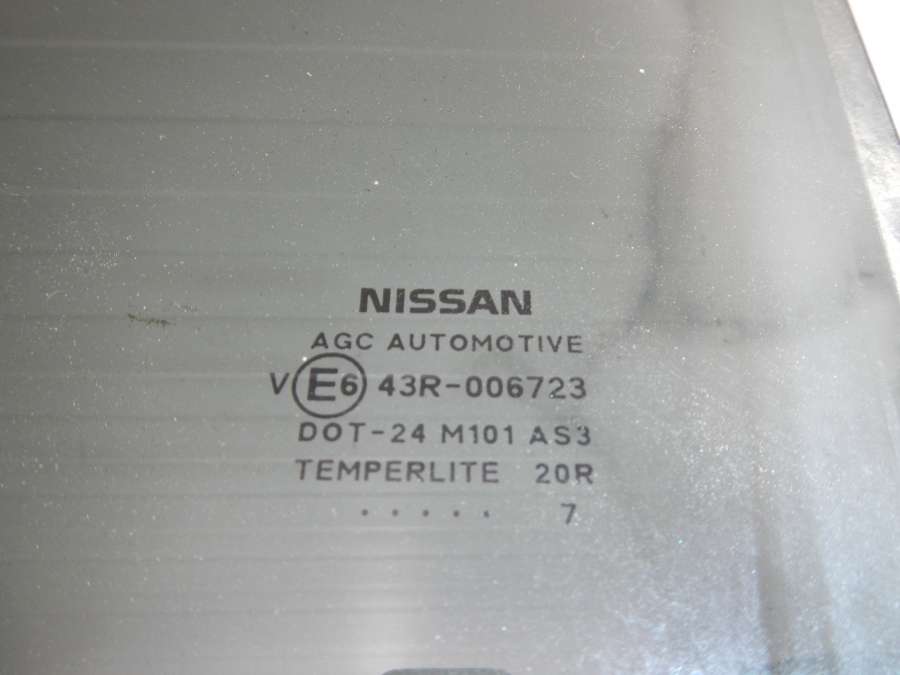 NISSAN
AGC AUTOMOTIVE
V E6 43R-006723
DOT-24 M101 AS3
TEMPERLITE 20R
. . . . . 7